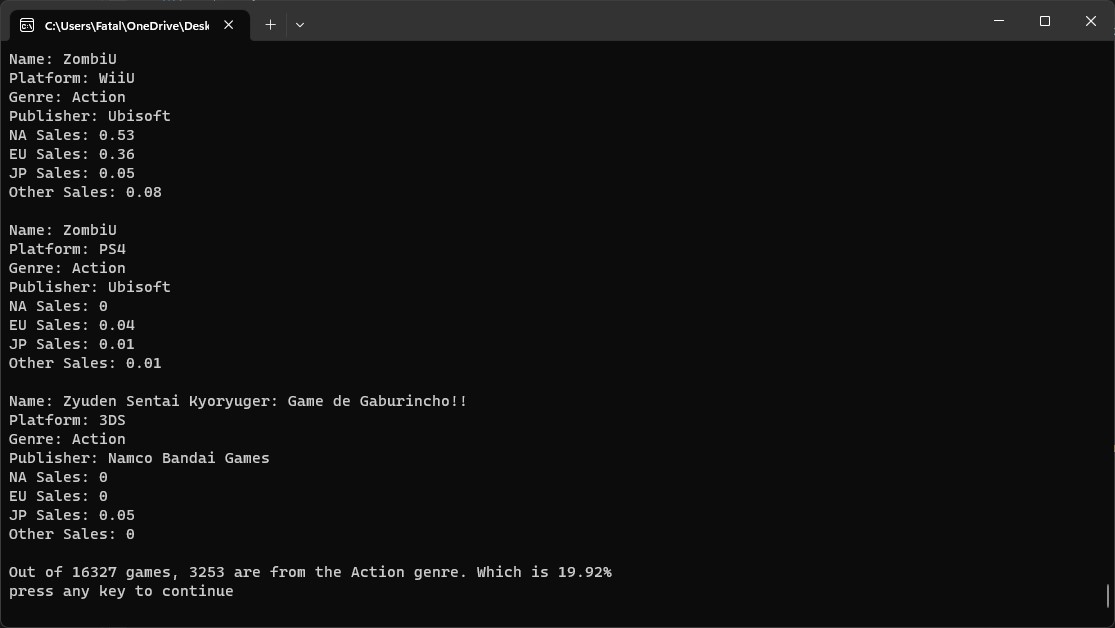 C:\Users\Fatal\OneDrive\Desk
Name: ZombiU
Platform: WiiU
Genre: Action
Publisher: Ubisoft
NA Sales: 0.53
EU Sales: 0.36
JP Sales: 0.05
Other Sales: 0.08
Name: ZombiU
Platform: PS4
Genre: Action
Publisher: Ubisoft
NA Sales: 0
EU Sales: 0.04
JP Sales: 0.01
Other Sales: 0.01
Name: Zyuden Sentai Kyoryuger: Game de Gaburincho!!
Platform: 3DS
Genre: Action
Publisher: Namco Bandai Games
NA Sales: 0
EU Sales: 0
JP Sales: 0.05
Other Sales: 0
Out of 16327 games, 3253 are from the Action genre. Which is 19.92%
press any key to continue